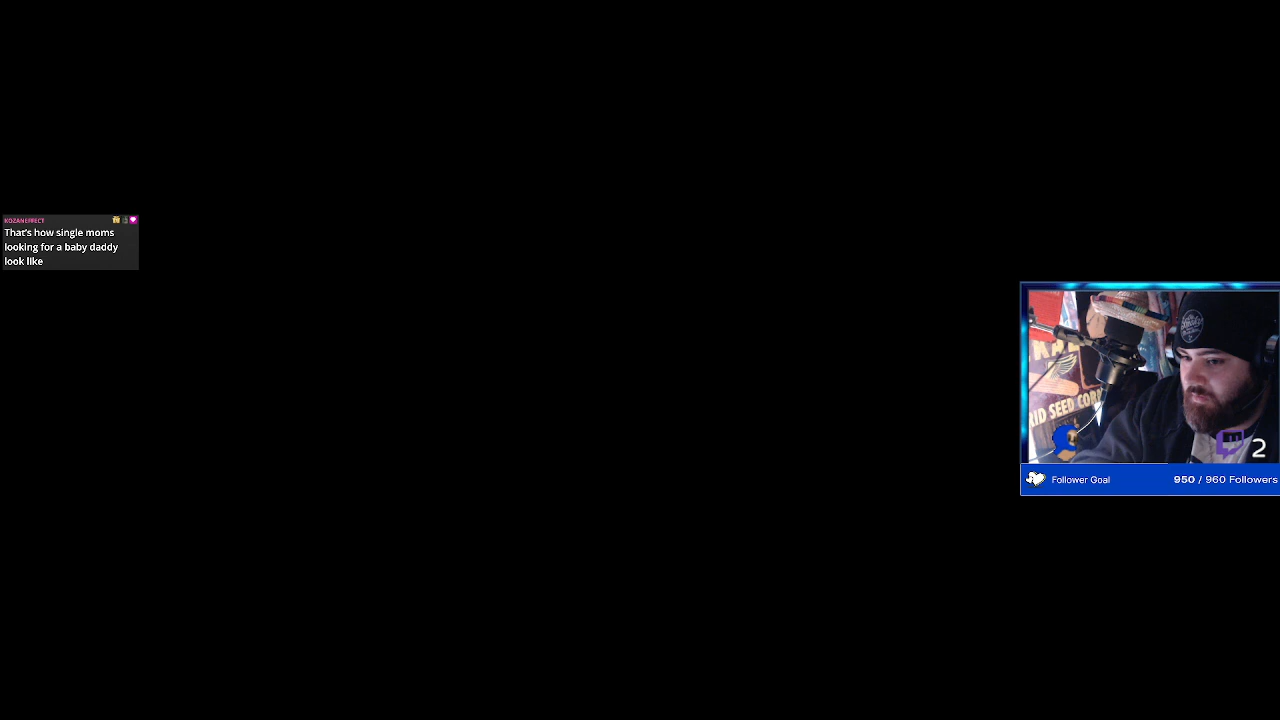 KOZANEFFECT
That's how single moms
looking for a baby daddy
look like
RID SEED CORN
2
Follower Goal
950 / 960 Followers